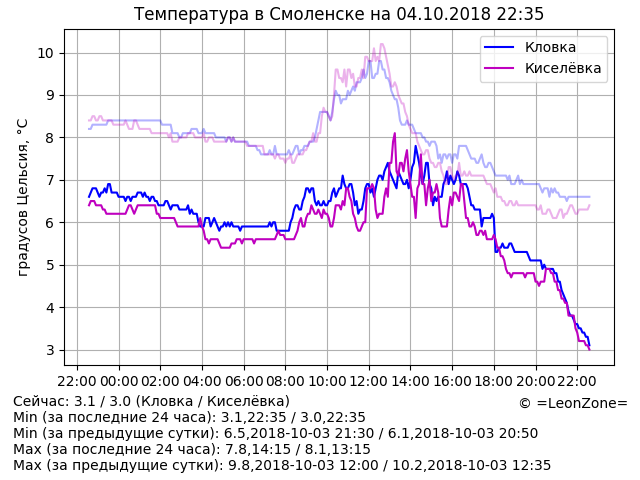 Температура в Смоленске на 04.10.2018 22:35
градусов Цельсия, °C
10
9
8
7
6
5
4
3
Кловка
Киселёвка
22:00 00:00 02:00 04:00 06:00 08:00 10:00 12:00 14:00 16:00 18:00 20:00 22:00
Сейчас: 3.1 / 3.0 (Кловка / Киселёвка)
© =LeonZone=
Min (за последние 24 часа): 3.1,22:35 / 3.0,22:35
Min (за предыдущие сутки): 6.5,2018-10-03 21:30 / 6.1,2018-10-03 20:50
Max (за последние 24 часа): 7.8,14:15 / 8.1,13:15
Max (за предыдущие сутки): 9.8,2018-10-03 12:00 / 10.2,2018-10-03 12:35